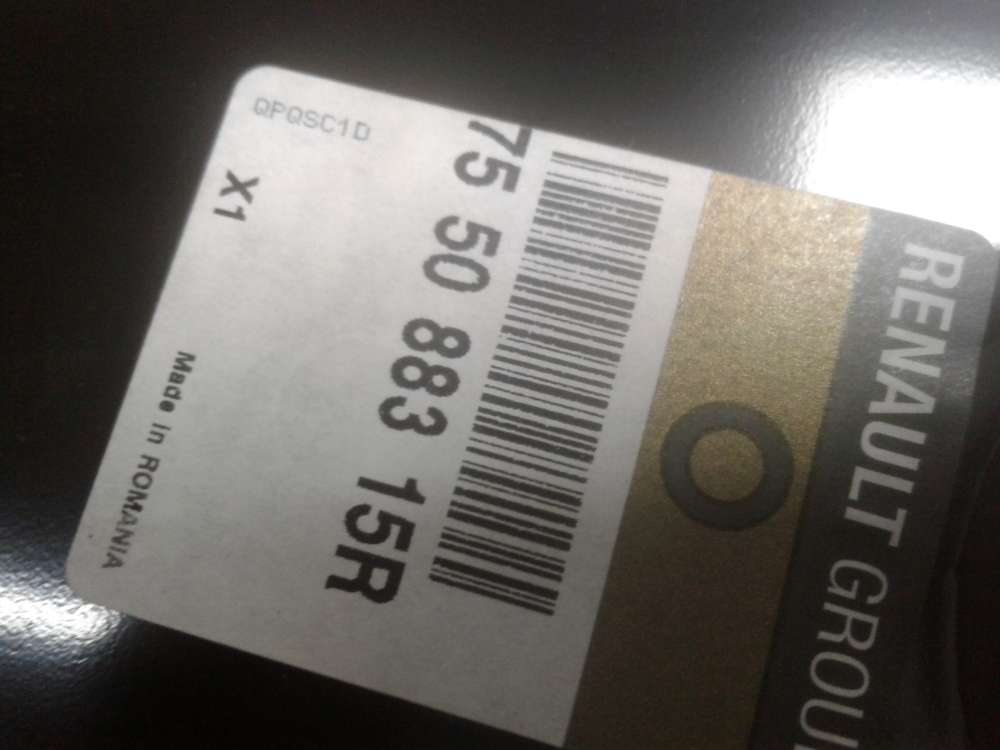 RENAULT GROU
75 50 883 15R
QPQSC1D
X1
Made in ROMANIA